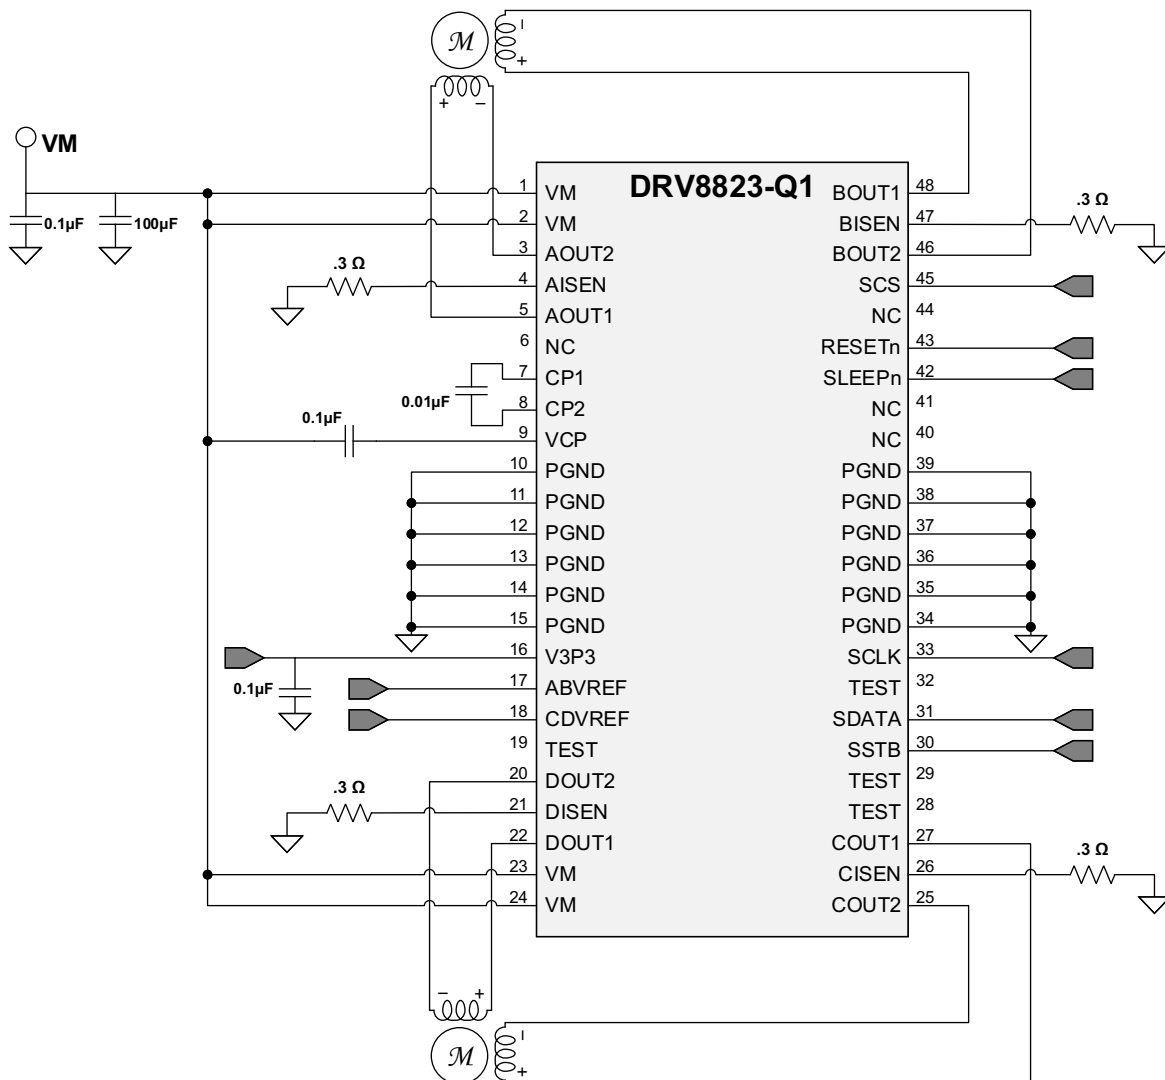 M
−
+
+ −
VM
0.1µF
100µF
DRV8823-Q1
1 VM
2 VM
3 AOUT2
4 AISEN
.3 Ω
5 AOUT1
6 NC
7 CP1
0.01µF
8 CP2
0.1µF
9 VCP
10 PGND
11 PGND
12 PGND
13 PGND
14 PGND
15 PGND
16 V3P3
0.1µF
17 ABVREF
18 CDVREF
19 TEST
20 DOUT2
.3 Ω
21 DISEN
22 DOUT1
23 VM
24 VM
BOUT1 48
BISEN 47
.3 Ω
BOUT2 46
SCS 45
NC 44
RESETn 43
SLEEPn 42
NC 41
NC 40
PGND 39
PGND 38
PGND 37
PGND 36
PGND 35
PGND 34
SCLK 33
TEST 32
SDATA 31
SSTB 30
TEST 29
TEST 28
COUT1 27
CISEN 26
.3 Ω
COUT2 25
− +
M
−
+